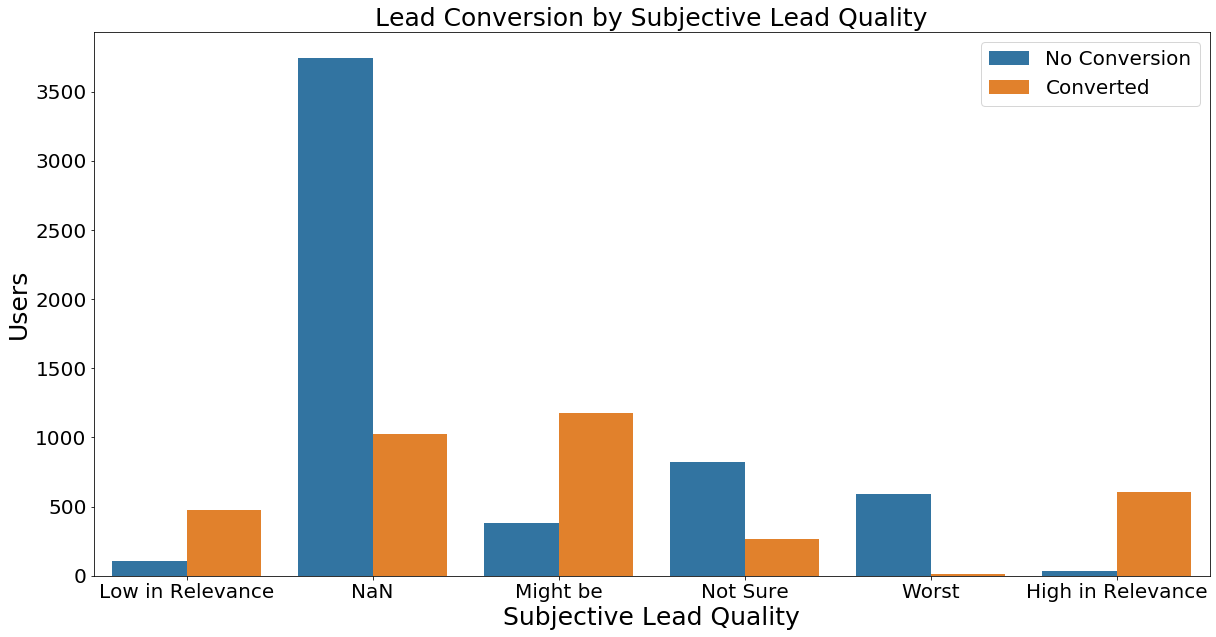 Lead Conversion by Subjective Lead Quality
No Conversion
Converted
3500
3000
2500
2000
1500
1000
500
0
Users
Low in Relevance
NaN
Might be
Not Sure
Worst
High in Relevance
Subjective Lead Quality